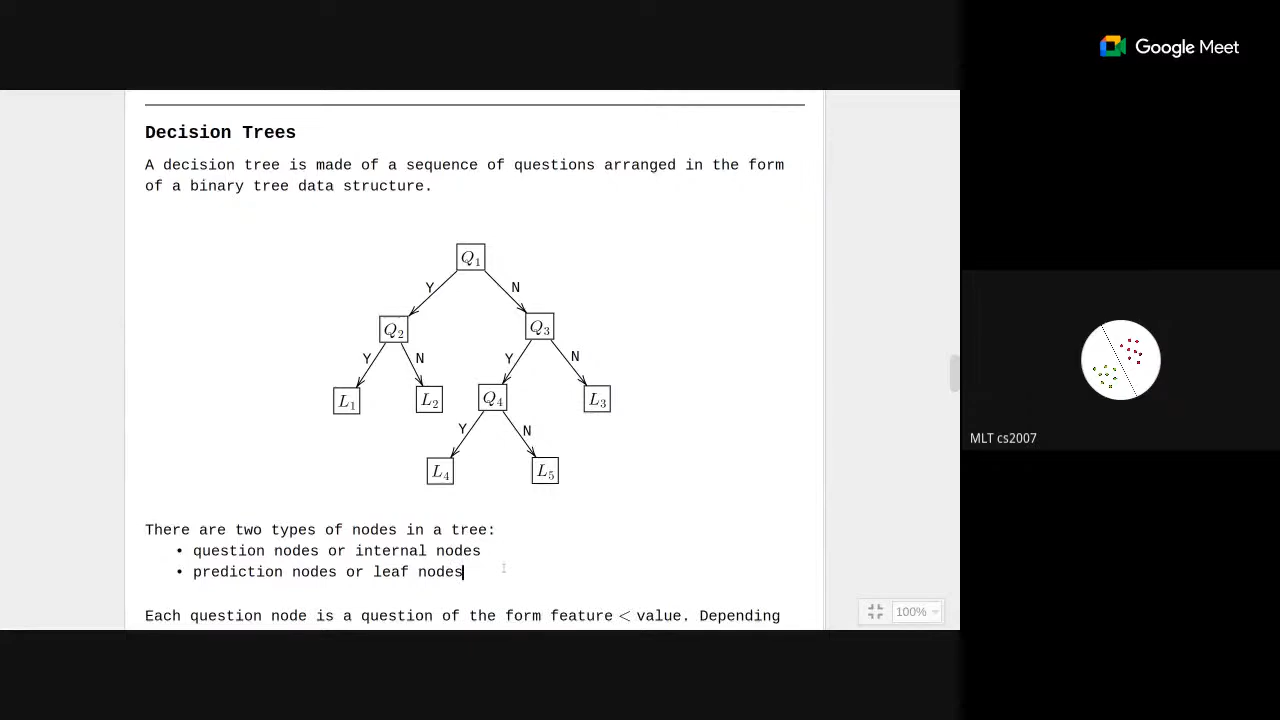 Google Meet
Decision Trees
A decision tree is made of a sequence of questions arranged in the form
of a binary tree data structure.
Q1
Y N
Q2 Q3
Y N Y N
L1 L2 Q4 L3
Y N
L4 L5
MLT cs2007
There are two types of nodes in a tree:
• question nodes or internal nodes
• prediction nodes or leaf nodes
100%
Each question node is a question of the form feature < value. Depending